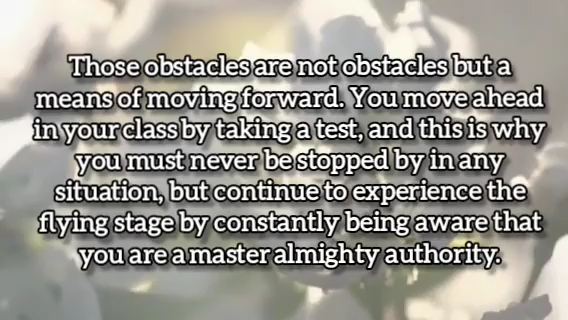 Those obstacles are not obstacles but a
means of moving forward. You move ahead
in your class by taking a test, and this is why
you must never be stopped by in any
situation, but continue to experience the
flying stage by constantly being aware that
you are a master almighty authority.